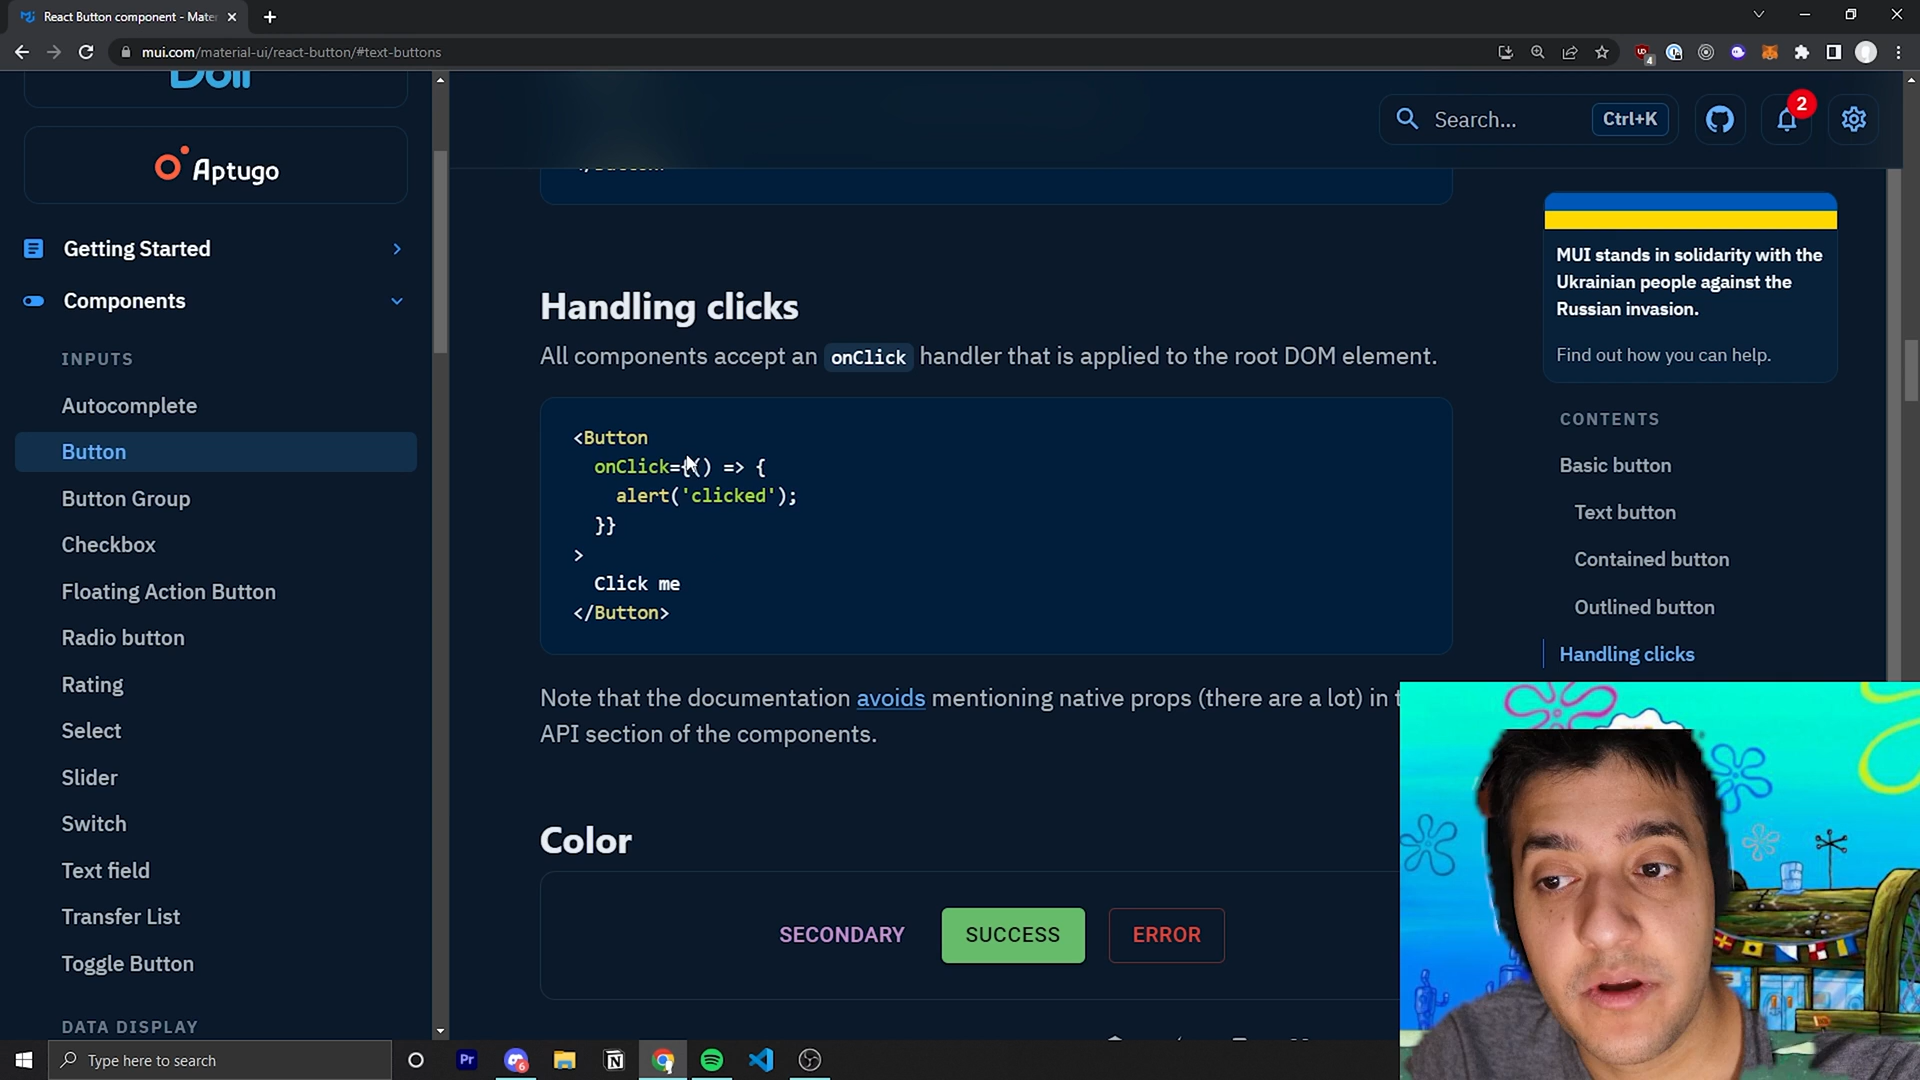 React Button component - Mater
mui.com/material-ui/react-button/#text-buttons
4
Doit
Aptugo
Getting Started
Components
INPUTS
Autocomplete
Button
Button Group
Checkbox
Floating Action Button
Radio button
Rating
Select
Slider
Switch
Text field
Transfer List
Toggle Button
DATA DISPLAY
Search...
Ctrl+K
2
Handling clicks
All components accept an onClick handler that is applied to the root DOM element.
<Button
onClick={() => {
alert('clicked');
}}
>
Click me
</Button>
Note that the documentation avoids mentioning native props (there are a lot) in
API section of the components.
Color
SECONDARY
SUCCESS
ERROR
MUI stands in solidarity with the
Ukrainian people against the
Russian invasion.
Find out how you can help.
CONTENTS
Basic button
Text button
Contained button
Outlined button
Handling clicks
Type here to search
Pr
6